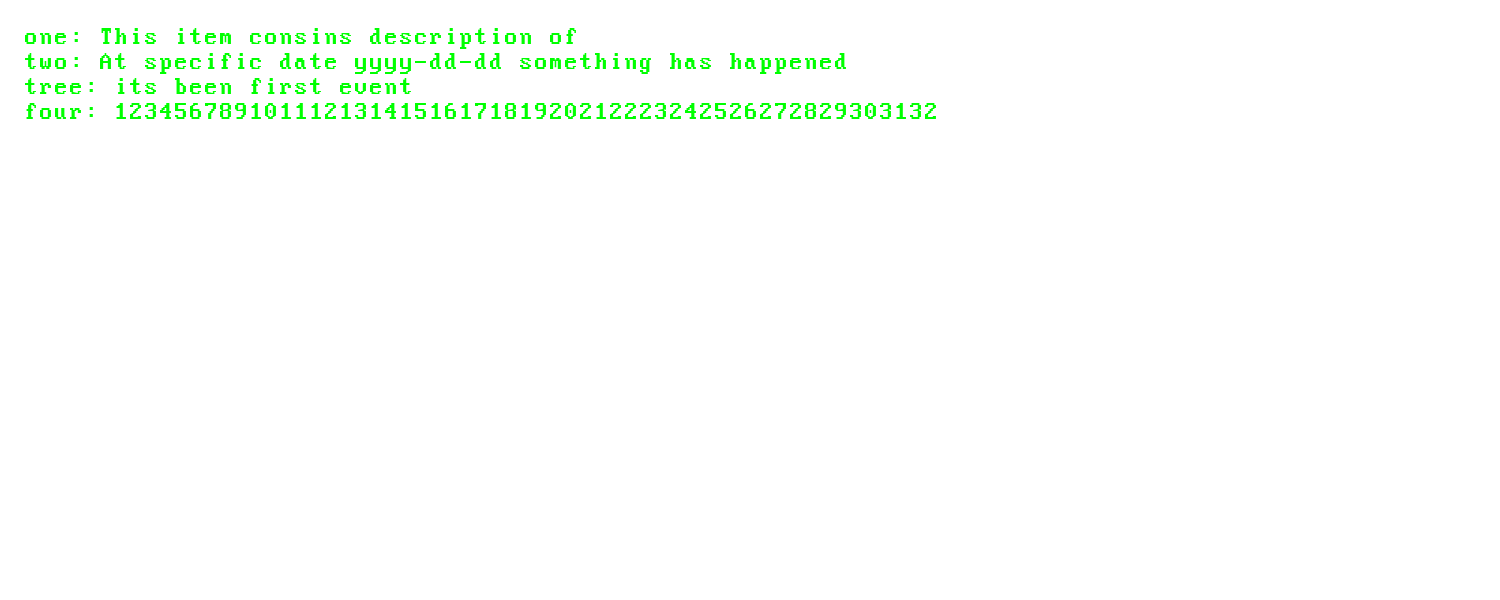 one: This item consins description of
two: At specific date yyyy-dd-dd something has happened
tree: its been first event
four: 1234567891011121314151617181920212223242526272829303132